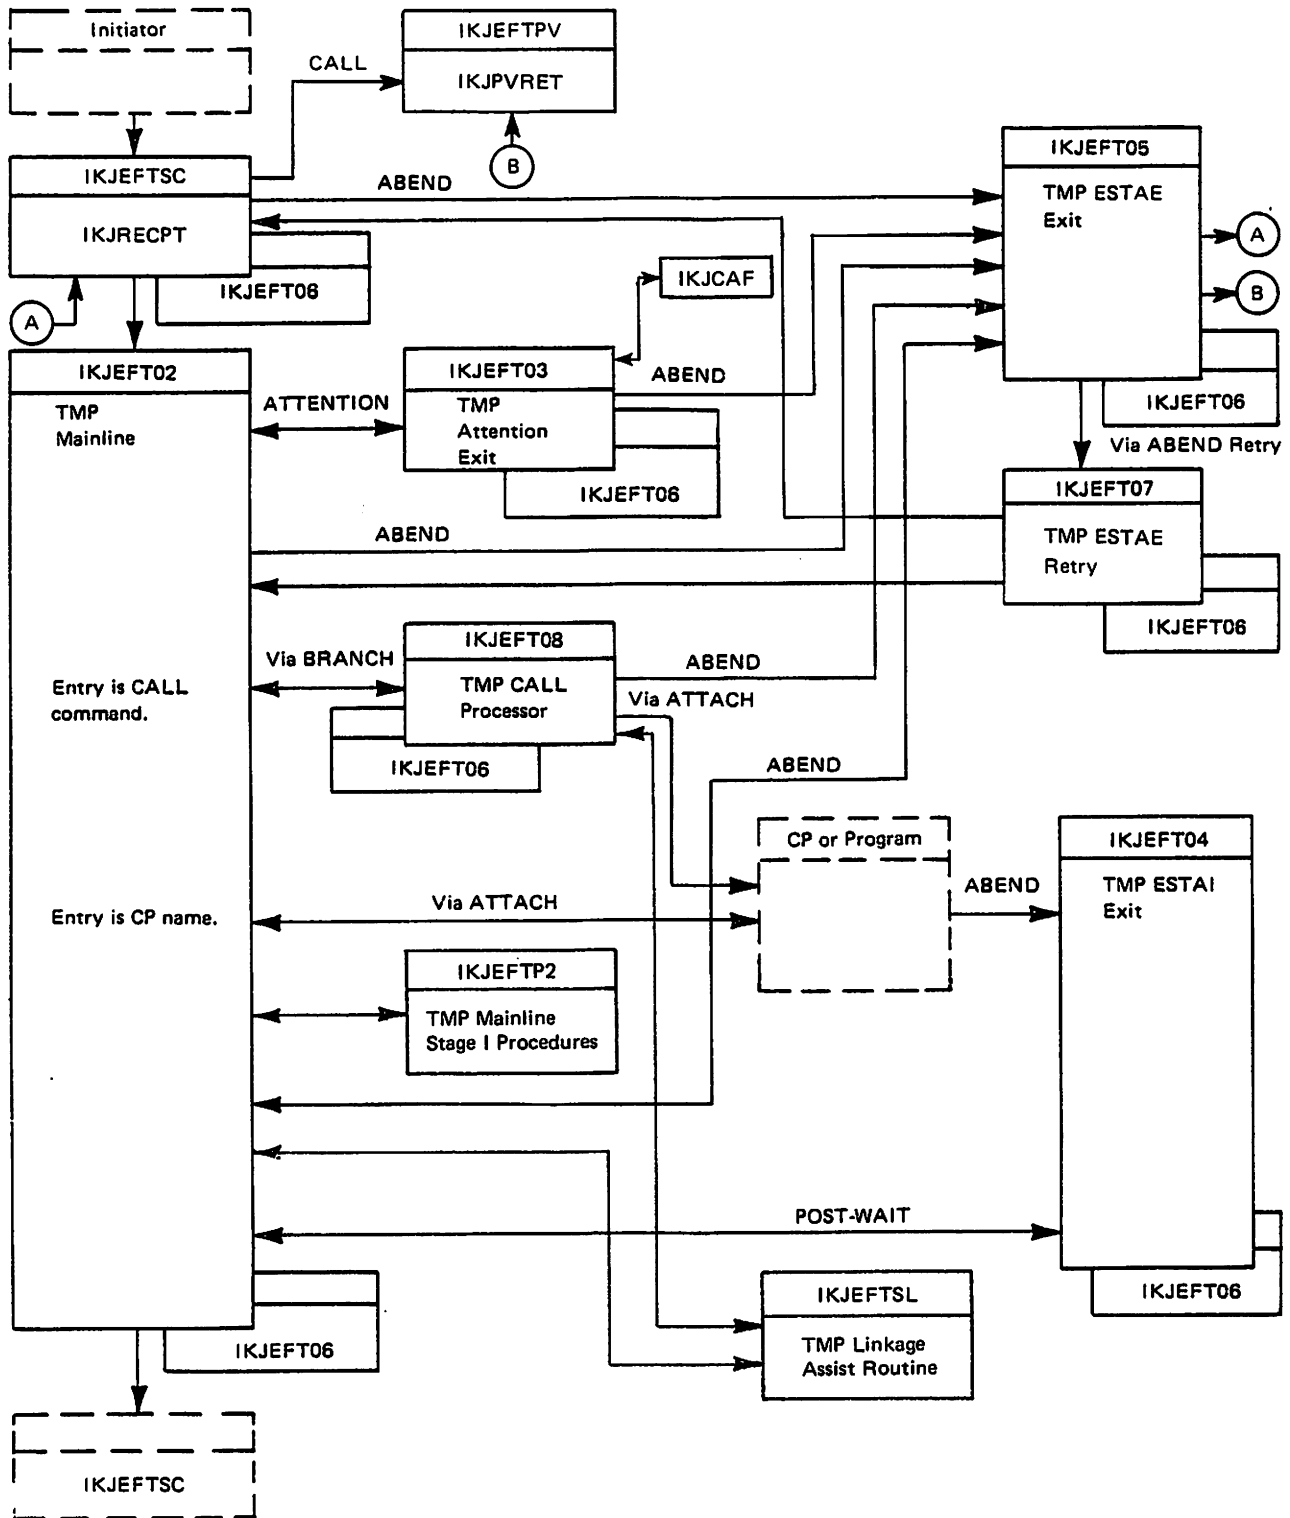 Initiator
IKJEFTPV
IKJPVRET
CALL
B
IKJEFTSC
IKJRECPT
IKJEFT06
A
ABEND
IKJEFT05
TMP ESTAE
Exit
A
B
IKJEFT06
Via ABEND Retry
IKJCAF
IKJEFT02
TMP
Mainline
ATTENTION
IKJEFT03
TMP
Attention
Exit
IKJEFT06
ABEND
IKJEFT07
TMP ESTAE
Retry
IKJEFT06
ABEND
Entry is CALL
command.
Via BRANCH
IKJEFT08
TMP CALL
Processor
IKJEFT06
ABEND
Via ATTACH
ABEND
CP or Program
ABEND
IKJEFT04
TMP ESTAI
Exit
Entry is CP name.
Via ATTACH
IKJEFTP2
TMP Mainline
Stage I Procedures
POST-WAIT
IKJEFT06
IKJEFTSL
TMP Linkage
Assist Routine
IKJEFT06
IKJEFTSC